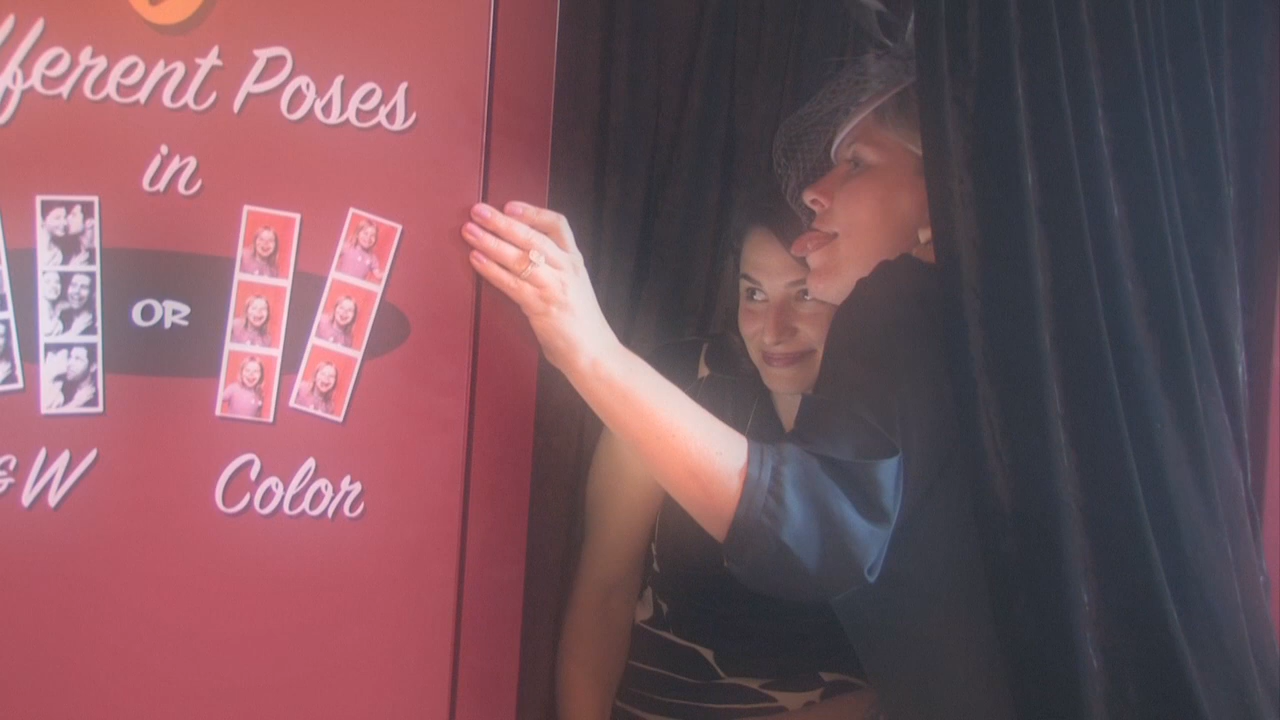 fferent Poses
in
OR
& W
Color